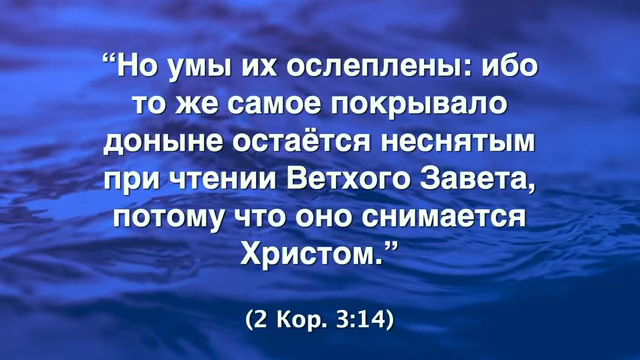 “Но умы их ослеплены: ибо
то же самое покрывало
доныне остаётся неснятым
при чтении Ветхого Завета,
потому что оно снимается
Христом.”
(2 Кор. 3:14)